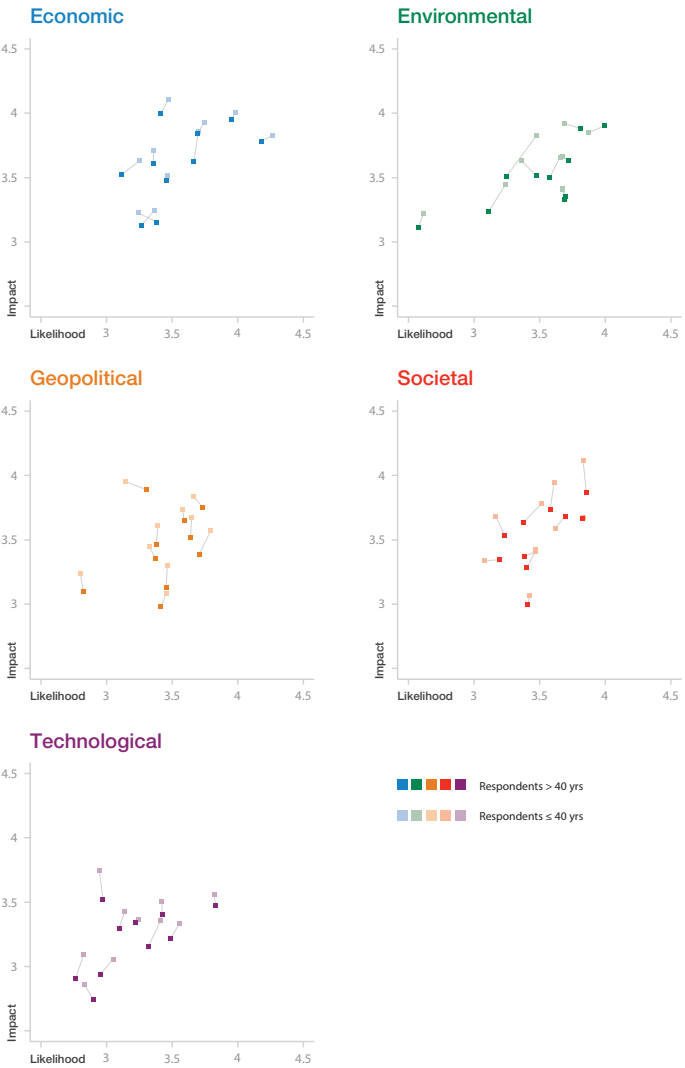 Economic
4.5
4
3.5
3
Impact
Likelihood 3 3.5 4 4.5
Environmental
4.5
4
3.5
3
Impact
Likelihood 3 3.5 4 4.5
Geopolitical
4.5
4
3.5
3
Impact
Likelihood 3 3.5 4 4.5
Societal
4.5
4
3.5
3
Impact
Likelihood 3 3.5 4 4.5
Technological
4.5
4
3.5
3
Impact
Likelihood 3 3.5 4 4.5
Respondents > 40 yrs
Respondents ≤ 40 yrs